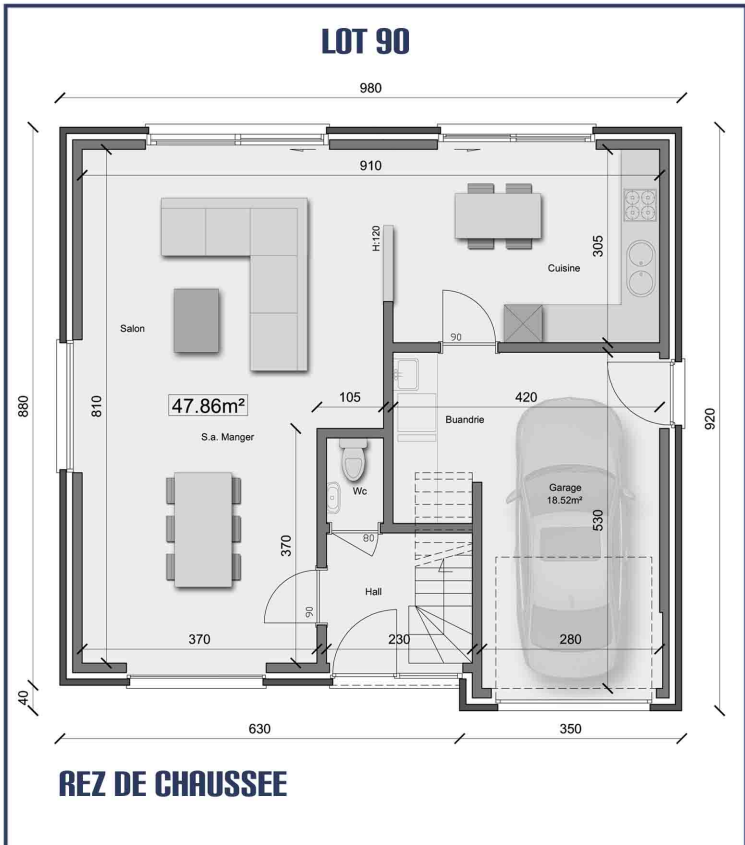 LOT 90
980
910
H:120
305
Cuisine
Salon
90
880
810
47.86m²
105
420
920
S.a. Manger
Buandrie
Wc
Garage
18.52m²
530
370
80
Hall
90
370
230
280
40
630
350
REZ DE CHAUSSEE